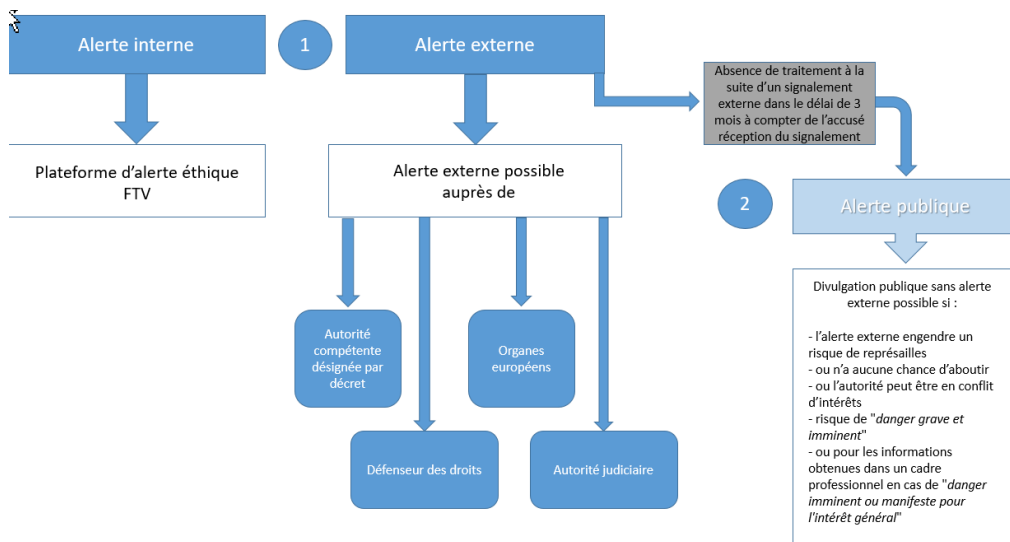 Alerte interne
1
Alerte externe
Absence de traitement à la
suite d'un signalement
externe dans le délai de 3
mois à compter de l'accusé
réception du signalement
Plateforme d'alerte éthique
FTV
Alerte externe possible
auprès de
2
Alerte publique
Autorité
compétente
désignée par
décret
Organes
européens
Défenseur des droits
Autorité judiciaire
Divulgation publique sans alerte
externe possible si :
- l'alerte externe engendre un
risque de représailles
- ou n'a aucune chance d'aboutir
- ou l'autorité peut être en conflit
d'intérêts
- risque de "danger grave et
imminent"
- ou pour les informations
obtenues dans un cadre
professionnel en cas de "danger
imminent ou manifeste pour
l'intérêt général"